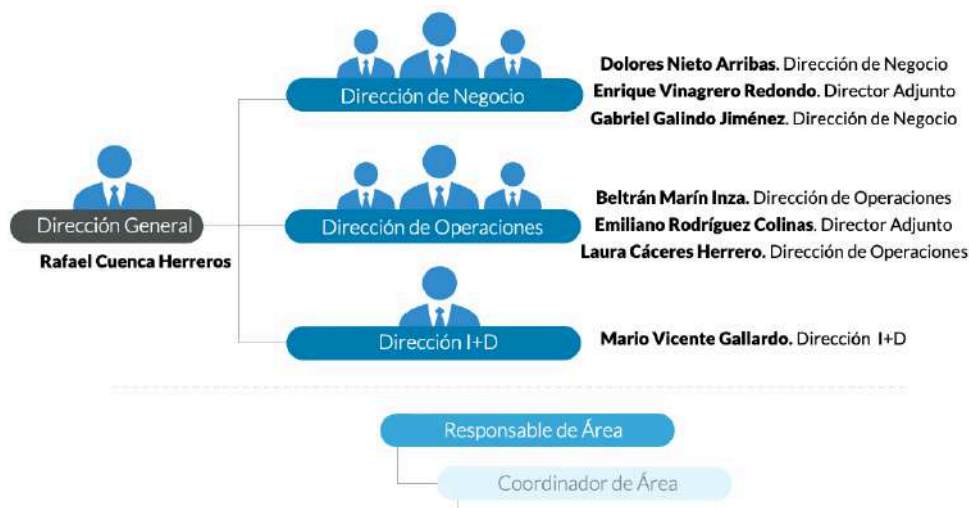 Dirección de Negocio
Dolores Nieto Arribas. Dirección de Negocio
Enrique Vinagrero Redondo. Director Adjunto
Gabriel Galindo Jiménez. Dirección de Negocio
Dirección General
Rafael Cuenca Herreros
Dirección de Operaciones
Beltrán Marín Inza. Dirección de Operaciones
Emiliano Rodríguez Colinas. Director Adjunto
Laura Cáceres Herrero. Dirección de Operaciones
Dirección I+D
Mario Vicente Gallardo. Dirección I+D
Responsable de Área
Coordinador de Área